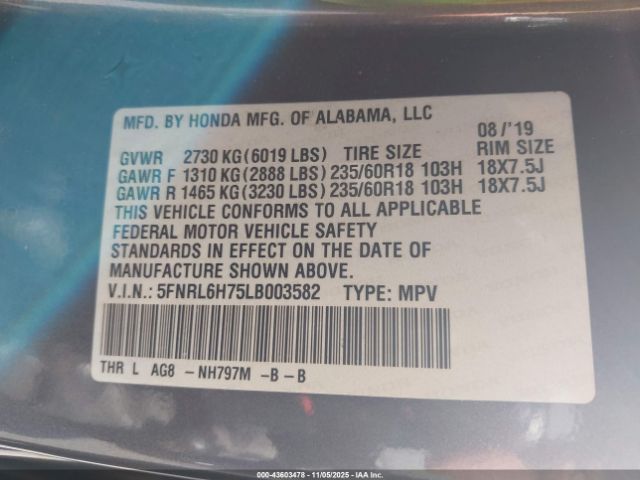 MFD. BY HONDA MFG. OF ALABAMA, LLC
08/'19
GVWR 2730 KG (6019 LBS) TIRE SIZE RIM SIZE
GAWR F 1310 KG (2888 LBS) 235/60R18 103H 18X7.5J
GAWR R 1465 KG (3230 LBS) 235/60R18 103H 18X7.5J
THIS VEHICLE CONFORMS TO ALL APPLICABLE
FEDERAL MOTOR VEHICLE SAFETY
STANDARDS IN EFFECT ON THE DATE OF
MANUFACTURE SHOWN ABOVE.
V.I.N.: 5FNRL6H75LB003582 TYPE: MPV
THR L AG8 - NH797M -B-B
000-43603478 - 11/05/2025 - IAA Inc.